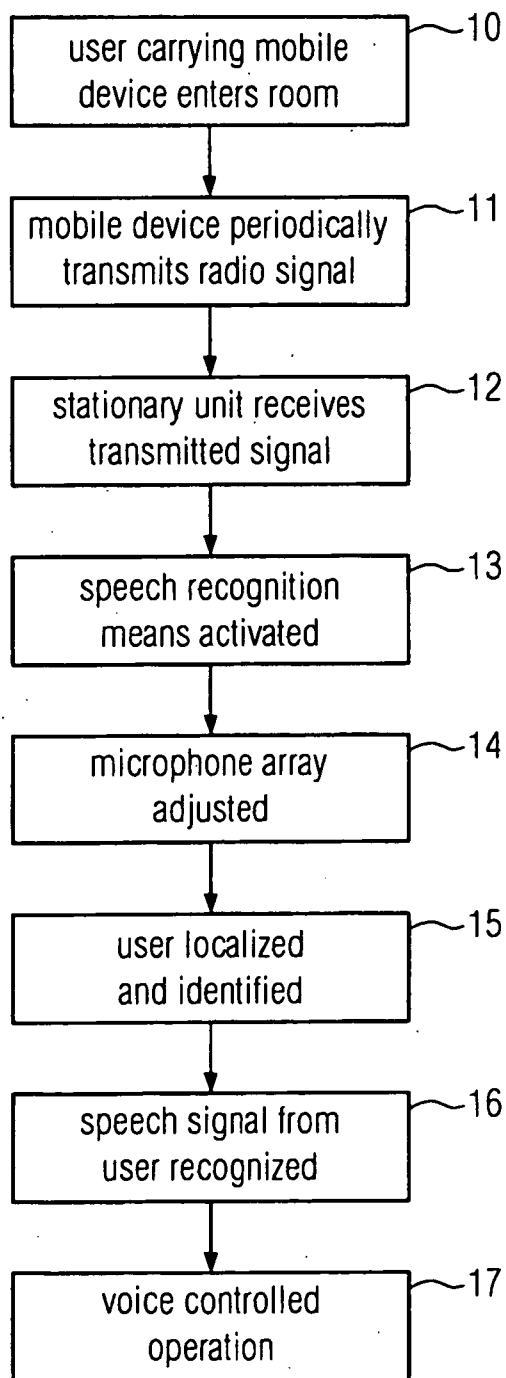 10
user carrying mobile
device enters room
11
mobile device periodically
transmits radio signal
12
stationary unit receives
transmitted signal
13
speech recognition
means activated
14
microphone array
adjusted
15
user localized
and identified
16
speech signal from
user recognized
17
voice controlled
operation